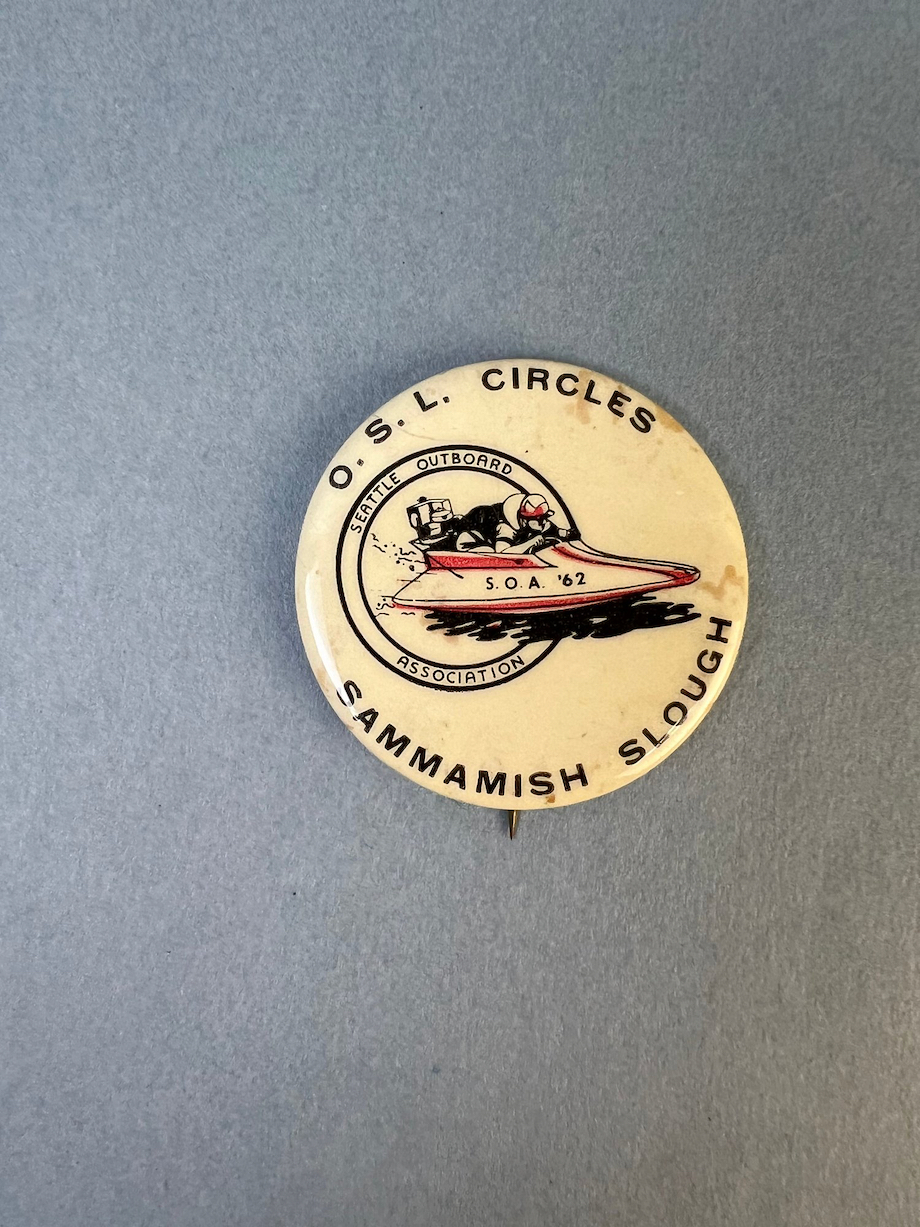 O. S. L. CIRCLES
SEATTLE OUTBOARD
S.O.A. '62
ASSOCIATION
SAMMAMISH SLOUGH